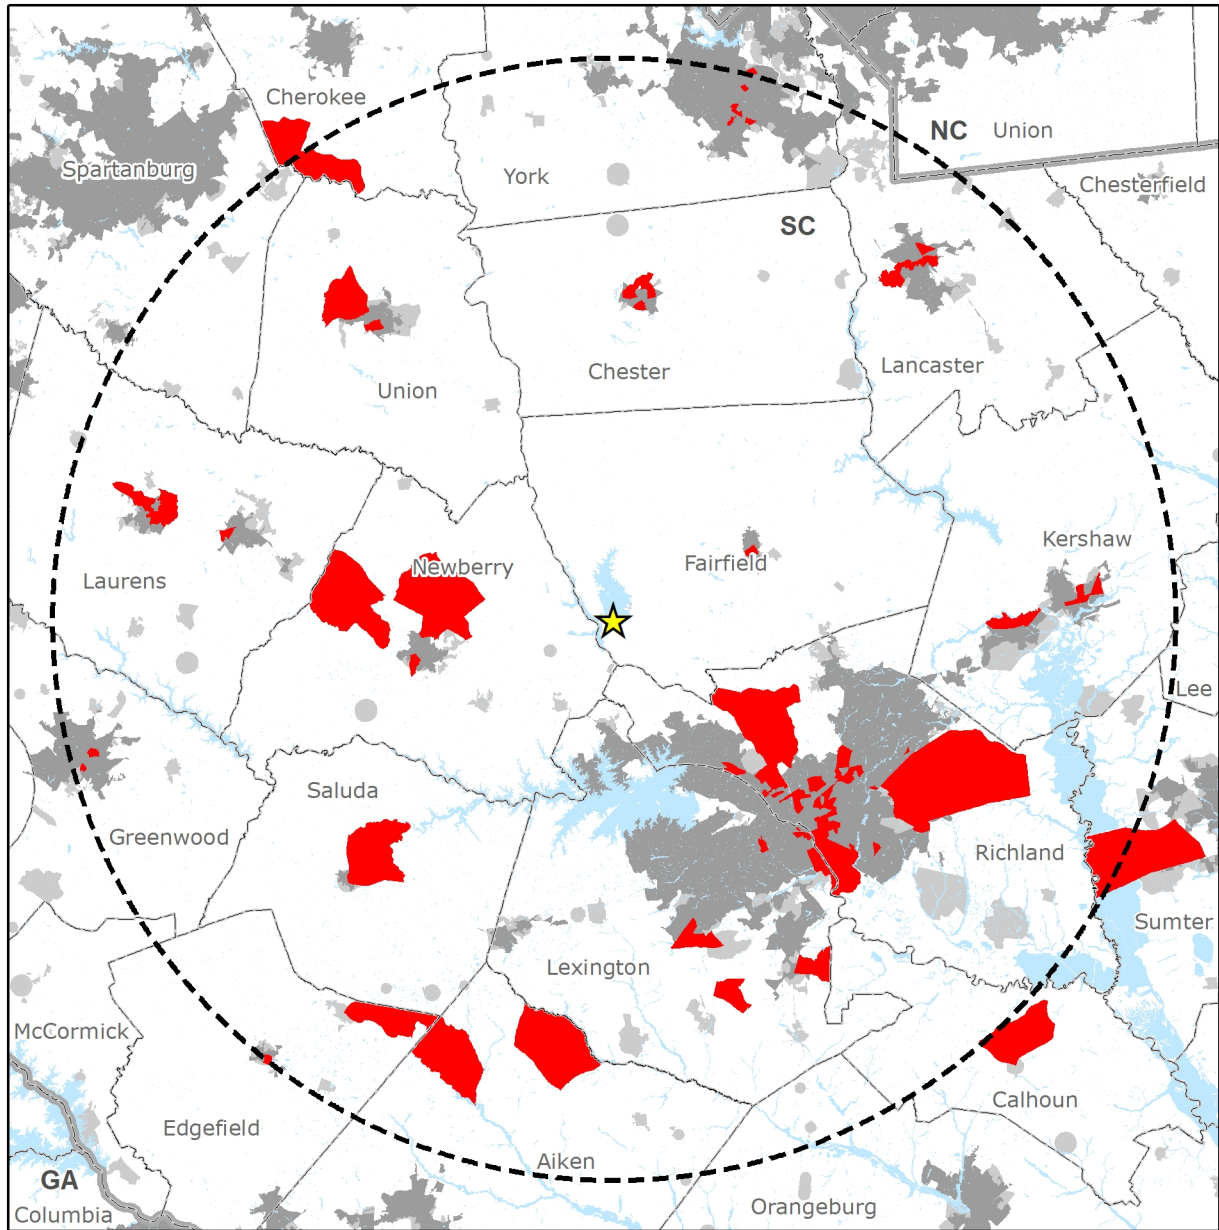 Cherokee
NC
Union
Spartanburg
York
Chesterfield
SC
Union
Chester
Lancaster
Kershaw
Laurens
Newberry
Fairfield
Lee
Saluda
Greenwood
Richland
Sumter
Lexington
McCormick
Calhoun
Edgefield
Aiken
GA
Orangeburg
Columbia